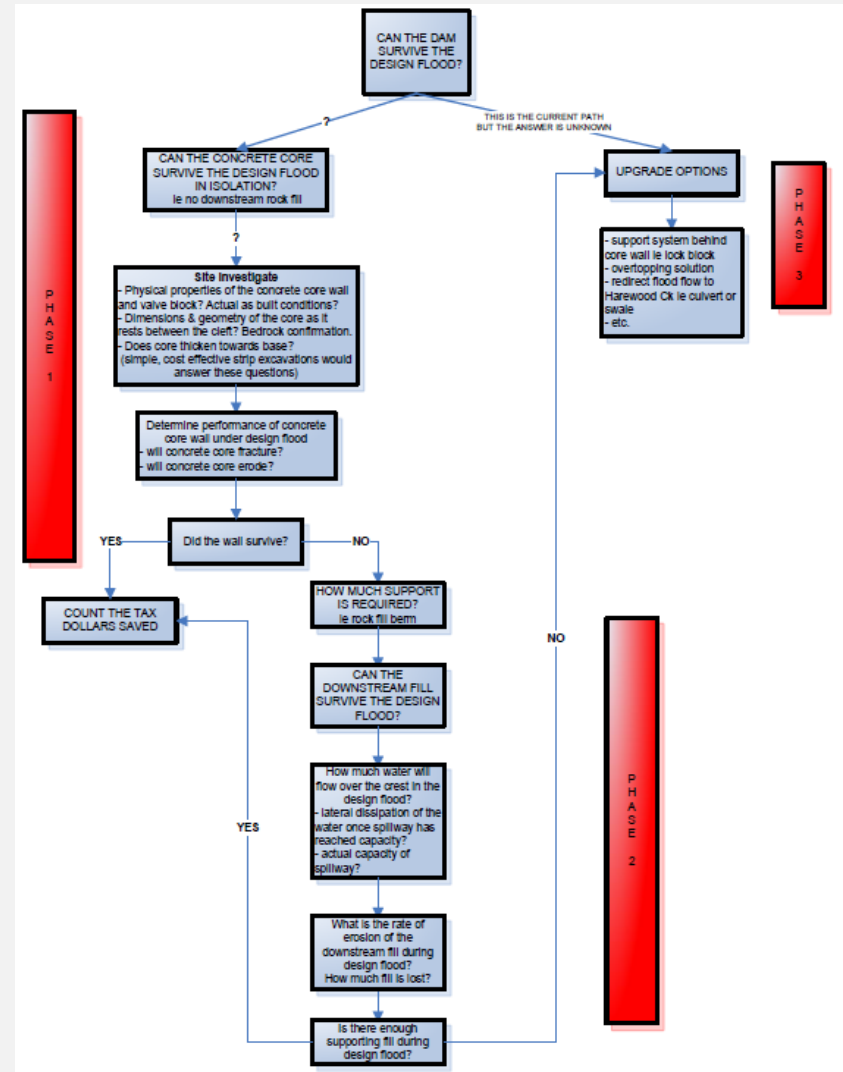 CAN THE DAM
SURVIVE THE
DESIGN FLOOD?
?
THIS IS THE CURRENT PATH
BUT THE ANSWER IS UNKNOWN
CAN THE CONCRETE CORE
SURVIVE THE DESIGN FLOOD
IN ISOLATION?
ie no downstream rock fill
UPGRADE OPTIONS
?
- support system behind
core wall ie lock block
- overtopping solution
- redirect flood flow to
Harewood Ck ie culvert or
swale
- etc.
P
H
A
S
E
3
Site Investigate
- Physical properties of the concrete core wall
and valve block? Actual as built conditions?
- Dimensions & geometry of the core as it
rests between the cleft? Bedrock confirmation.
- Does core thicken towards base?
(simple, cost effective strip excavations would
answer these questions)
P
H
A
S
E
1
Determine performance of concrete
core wall under design flood
- will concrete core fracture?
- will concrete core erode?
YES
Did the wall survive?
NO
COUNT THE TAX
DOLLARS SAVED
HOW MUCH SUPPORT
IS REQUIRED?
ie rock fill berm
NO
CAN THE
DOWNSTREAM FILL
SURVIVE THE DESIGN
FLOOD?
How much water will
flow over the crest in the
design flood?
- lateral dissipation of the
water once spillway has
reached capacity?
- actual capacity of
spillway?
YES
P
H
A
S
E
2
What is the rate of
erosion of the
downstream fill during
design flood?
How much fill is lost?
Is there enough
supporting fill during
design flood?